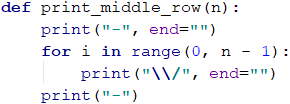 def print_middle_row(n):
    print("-", end="")
    for i in range(0, n - 1):
        print("\\/", end="")
    print("-")